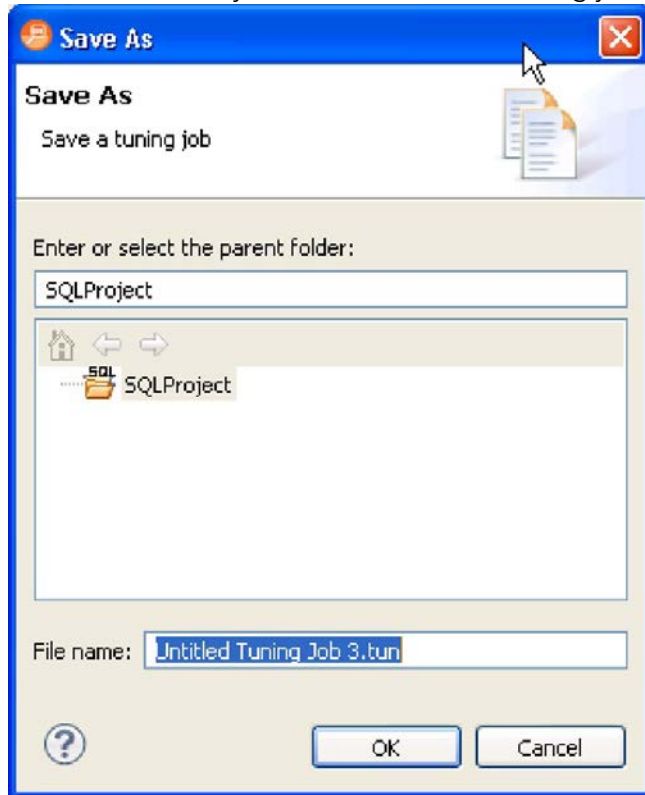 Save As
Save As
Save a tuning job
Enter or select the parent folder:
SQLProject
SQL
SQLProject
File name: Untitled Tuning Job 3.tun
?
OK Cancel